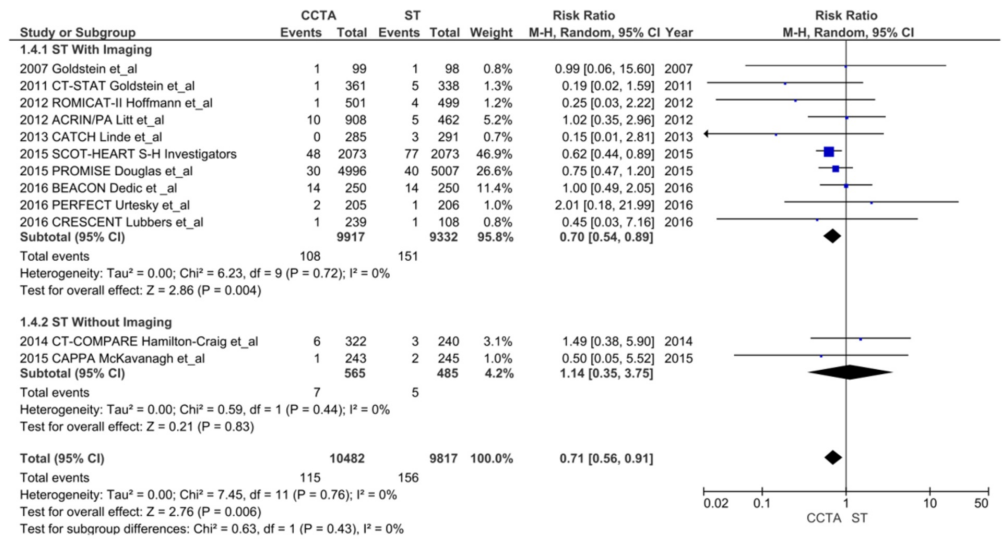 CCTA ST Risk Ratio Risk Ratio
Study or Subgroup Events Total Events Total Weight M-H, Random, 95% CI Year M-H, Random, 95% CI
1.4.1 ST With Imaging
2007 Goldstein et_al 1 99 1 98 0.8% 0.99 [0.06, 15.60] 2007
2011 CT-STAT Goldstein et_al 1 361 5 338 1.3% 0.19 [0.02, 1.59] 2011
2012 ROMICAT-II Hoffmann et_al 1 501 4 499 1.2% 0.25 [0.03, 2.22] 2012
2012 ACRIN/PA Litt et_al 10 908 5 462 5.2% 1.02 [0.35, 2.96] 2012
2013 CATCH Linde et_al 0 285 3 291 0.7% 0.15 [0.01, 2.81] 2013
2015 SCOT-HEART S-H Investigators 48 2073 77 2073 46.9% 0.62 [0.44, 0.89] 2015
2015 PROMISE Douglas et_al 30 4996 40 5007 26.6% 0.75 [0.47, 1.20] 2015
2016 BEACON Dedic et _al 14 250 14 250 11.4% 1.00 [0.49, 2.05] 2016
2016 PERFECT Urtesky et_al 2 205 1 206 1.0% 2.01 [0.18, 21.99] 2016
2016 CRESCENT Lubbers et_al 1 239 1 108 0.8% 0.45 [0.03, 7.16] 2016
Subtotal (95% CI) 9917 9332 95.8% 0.70 [0.54, 0.89]
Total events 108 151
Heterogeneity: Tau² = 0.00; Chi² = 6.23, df = 9 (P = 0.72); I² = 0%
Test for overall effect: Z = 2.86 (P = 0.004)
1.4.2 ST Without Imaging
2014 CT-COMPARE Hamilton-Craig et_al 6 322 3 240 3.1% 1.49 [0.38, 5.90] 2014
2015 CAPPA McKavanagh et_al 1 243 2 245 1.0% 0.50 [0.05, 5.52] 2015
Subtotal (95% CI) 565 485 4.2% 1.14 [0.35, 3.75]
Total events 7 5
Heterogeneity: Tau² = 0.00; Chi² = 0.59, df = 1 (P = 0.44); I² = 0%
Test for overall effect: Z = 0.21 (P = 0.83)
Total (95% CI) 10482 9817 100.0% 0.71 [0.56, 0.91]
Total events 115 156
Heterogeneity: Tau² = 0.00; Chi² = 7.45, df = 11 (P = 0.76); I² = 0%
Test for overall effect: Z = 2.76 (P = 0.006)
Test for subgroup differences: Chi² = 0.63, df = 1 (P = 0.43), I² = 0%
0.02 0.1 1 10 50
CCTA ST